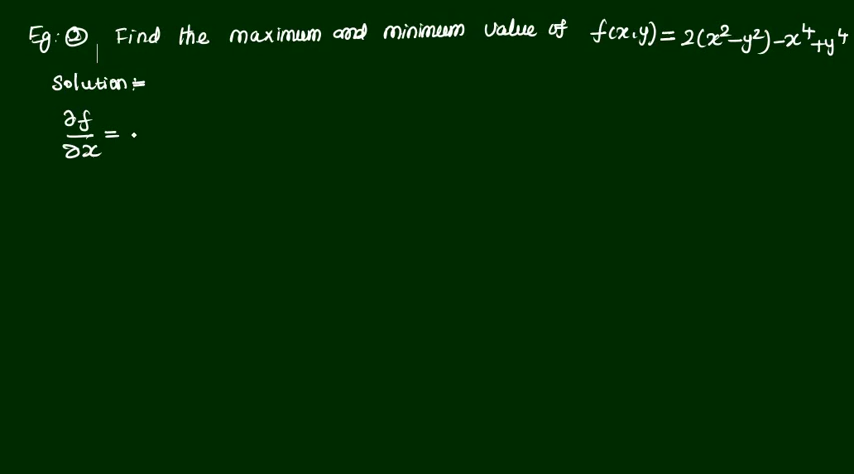 Eg: ② Find the maximum and minimum value of f(x,y) = 2(x²-y²)-x⁴+y⁴
Solution:=
∂f/∂x = .